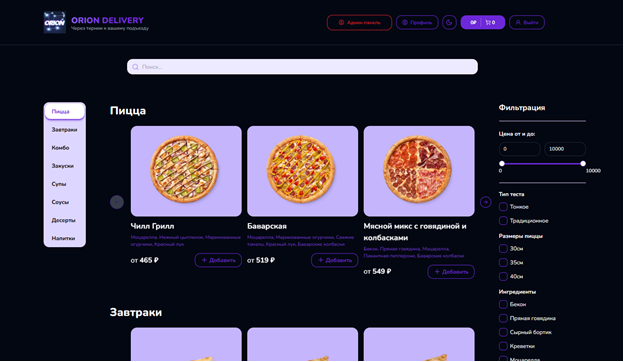 ORION
ORION DELIVERY
Через тернии к вашему подъезду
Админ панель
Профиль
0₽
0
Выйти
Поиск...
Пицца
Завтраки
Комбо
Закуски
Супы
Соусы
Десерты
Напитки
Пицца
Чилл Грилл
Моцарелла, Нежный цыпленок, Маринованные
огурчики, Красный лук
от 465 ₽
+ Добавить
Баварская
Моцарелла, Маринованные огурчики, Свежие
томаты, Красный лук, Баварские колбаски
от 519 ₽
+ Добавить
Мясной микс с говядиной и
колбасками
Бекон, Пряная говядина, Моцарелла,
Пикантная пепперони, Баварские колбаски
от 549 ₽
+ Добавить
Завтраки
Фильтрация
Цена от и до:
0
10000
0
10000
Тип теста
Тонкое
Традиционное
Размеры пиццы
30см
35см
40см
Ингредиенты
Бекон
Пряная говядина
Сырный бортик
Креветки
Моцарелла